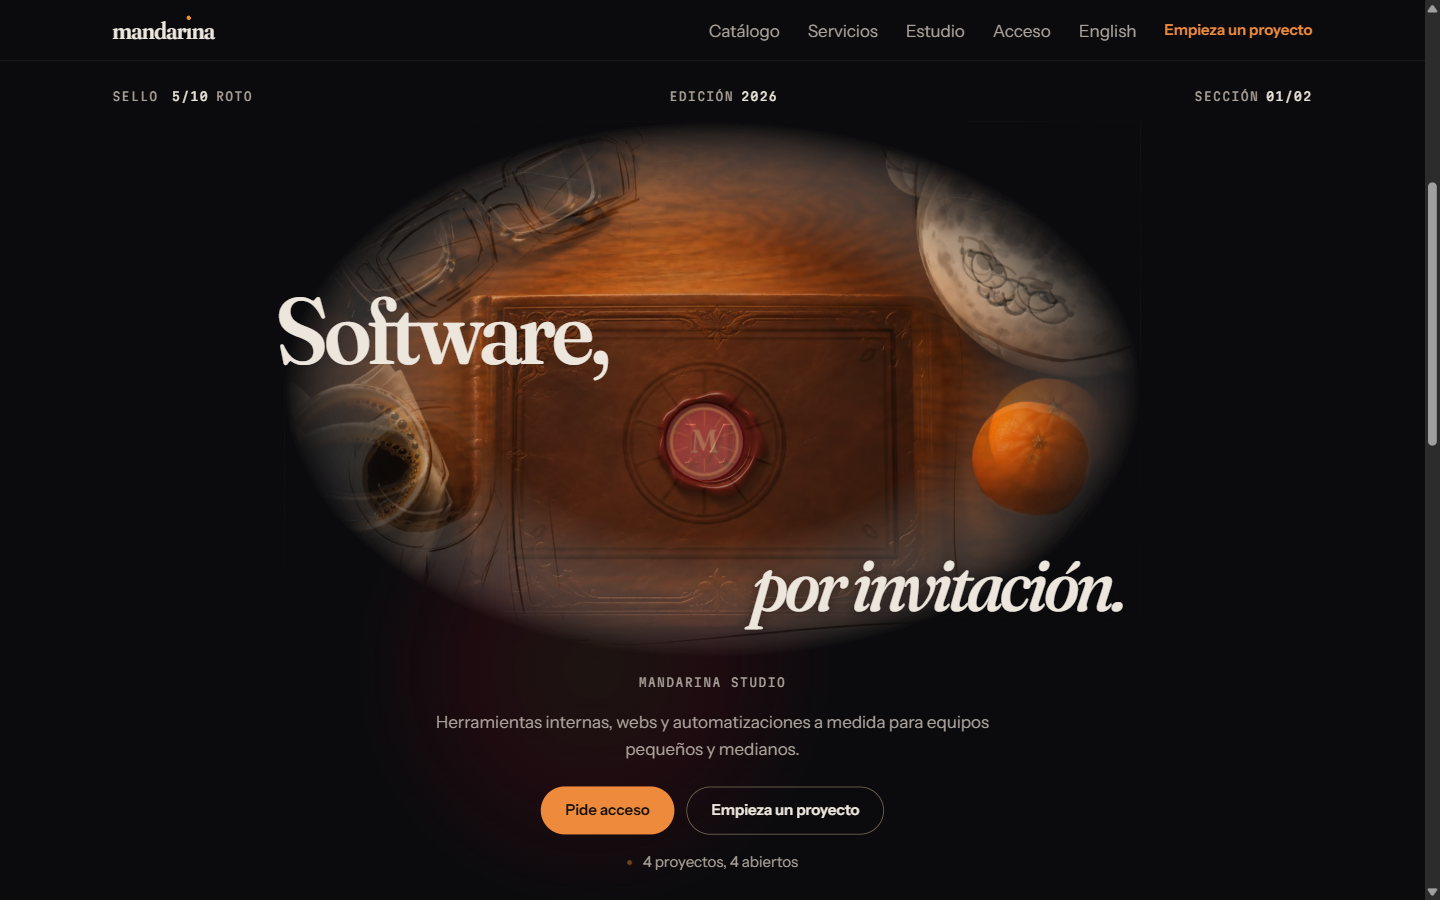 mandarina
Catálogo
Servicios
Estudio
Acceso
English
Empieza un proyecto
SELLO 5/10 ROTO
EDICIÓN 2026
SECCIÓN 01/02
Software,
M
por invitación.
MANDARINA STUDIO
Herramientas internas, webs y automatizaciones a medida para equipos
pequeños y medianos.
Pide acceso
Empieza un proyecto
4 proyectos, 4 abiertos